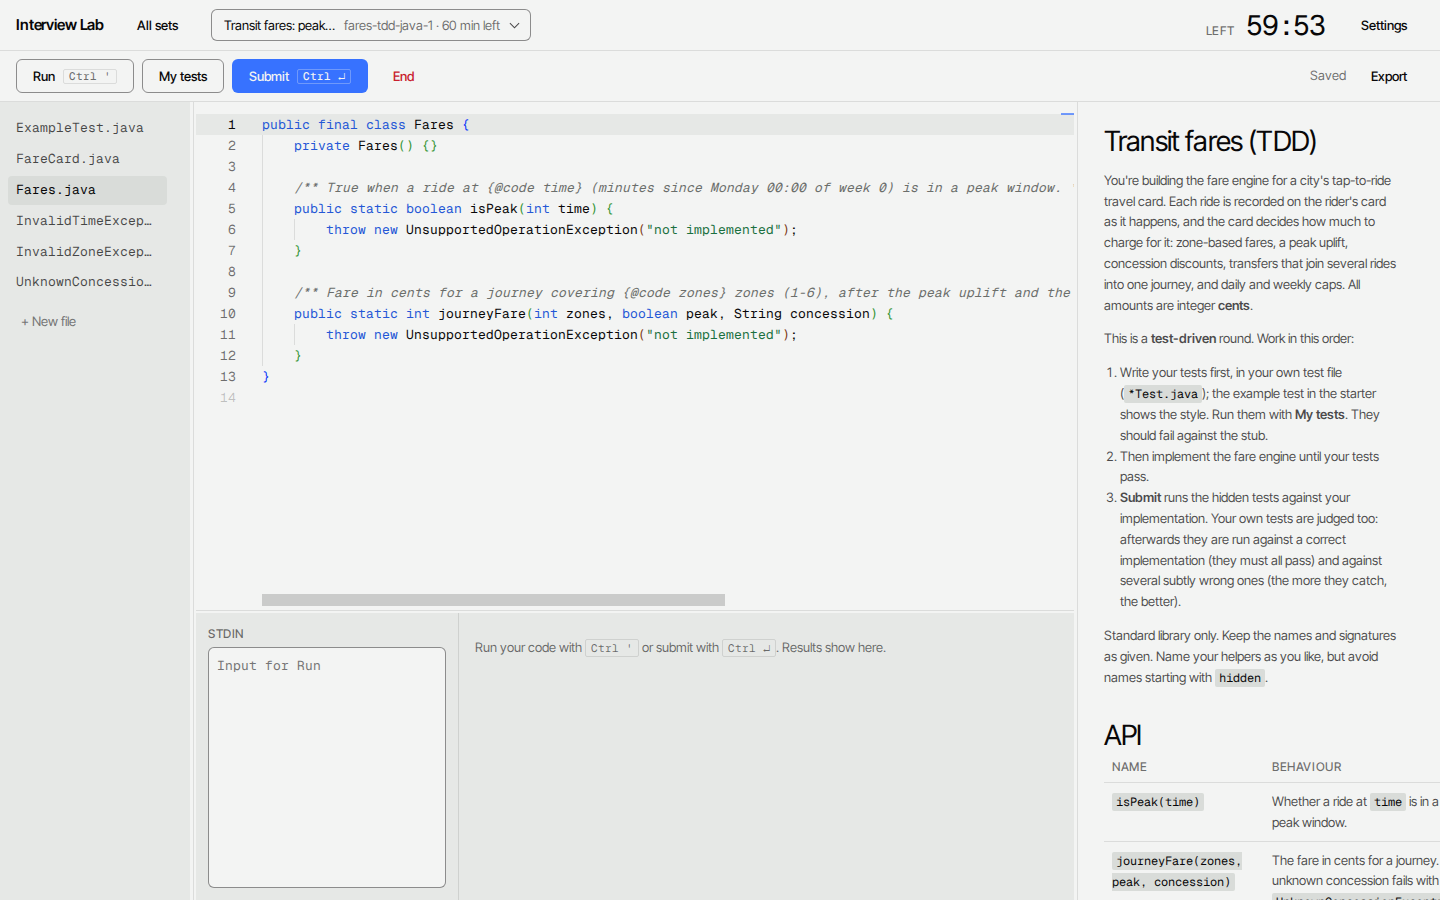 Interview Lab
All sets
Transit fares: peak... fares-tdd-java-1 · 60 min left
LEFT 59:53
Settings
Run Ctrl '
My tests
Submit Ctrl ↵
End
Saved
Export
ExampleTest.java
FareCard.java
Fares.java
InvalidTimeExcep…
InvalidZoneExcep…
UnknownConcessio…
+ New file
1 public final class Fares {
2 private Fares() {}
3
4 /** True when a ride at {@code time} (minutes since Monday 00:00 of week 0) is in a peak window.
5 public static boolean isPeak(int time) {
6 throw new UnsupportedOperationException("not implemented");
7 }
8
9 /** Fare in cents for a journey covering {@code zones} zones (1-6), after the peak uplift and the
10 public static int journeyFare(int zones, boolean peak, String concession) {
11 throw new UnsupportedOperationException("not implemented");
12 }
13 }
14
STDIN
Input for Run
Run your code with Ctrl ' or submit with Ctrl ↵. Results show here.
Transit fares (TDD)
You're building the fare engine for a city's tap-to-ride
travel card. Each ride is recorded on the rider's card
as it happens, and the card decides how much to
charge for it: zone-based fares, a peak uplift,
concession discounts, transfers that join several rides
into one journey, and daily and weekly caps. All
amounts are integer cents.
This is a test-driven round. Work in this order:
1. Write your tests first, in your own test file
(*Test.java); the example test in the starter
shows the style. Run them with My tests. They
should fail against the stub.
2. Then implement the fare engine until your tests
pass.
3. Submit runs the hidden tests against your
implementation. Your own tests are judged too:
afterwards they are run against a correct
implementation (they must all pass) and against
several subtly wrong ones (the more they catch,
the better).
Standard library only. Keep the names and signatures
as given. Name your helpers as you like, but avoid
names starting with hidden.
API
NAME BEHAVIOUR
isPeak(time) Whether a ride at time is in a
peak window.
journeyFare(zones, The fare in cents for a journey.
peak, concession) unknown concession fails with